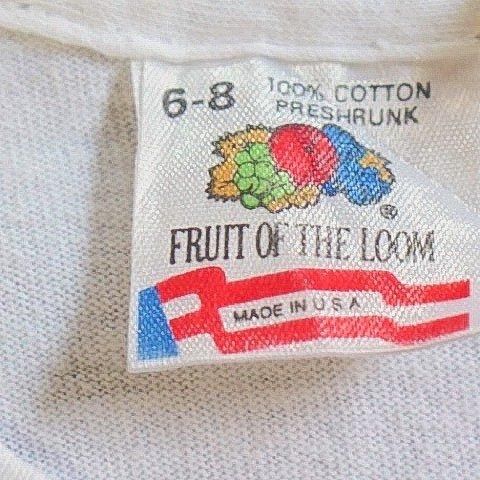 6-8 100% COTTON
PRESHRUNK
®
FRUIT OF THE LOOM
MADE IN U.S.A.